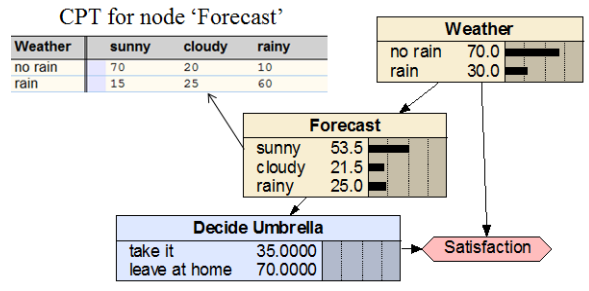 CPT for node ‘Forecast’
Weather sunny cloudy rainy
no rain 70 20 10
rain 15 25 60
Weather
no rain 70.0
rain 30.0
Forecast
sunny 53.5
cloudy 21.5
rainy 25.0
Decide Umbrella
take it 35.0000
leave at home 70.0000
Satisfaction